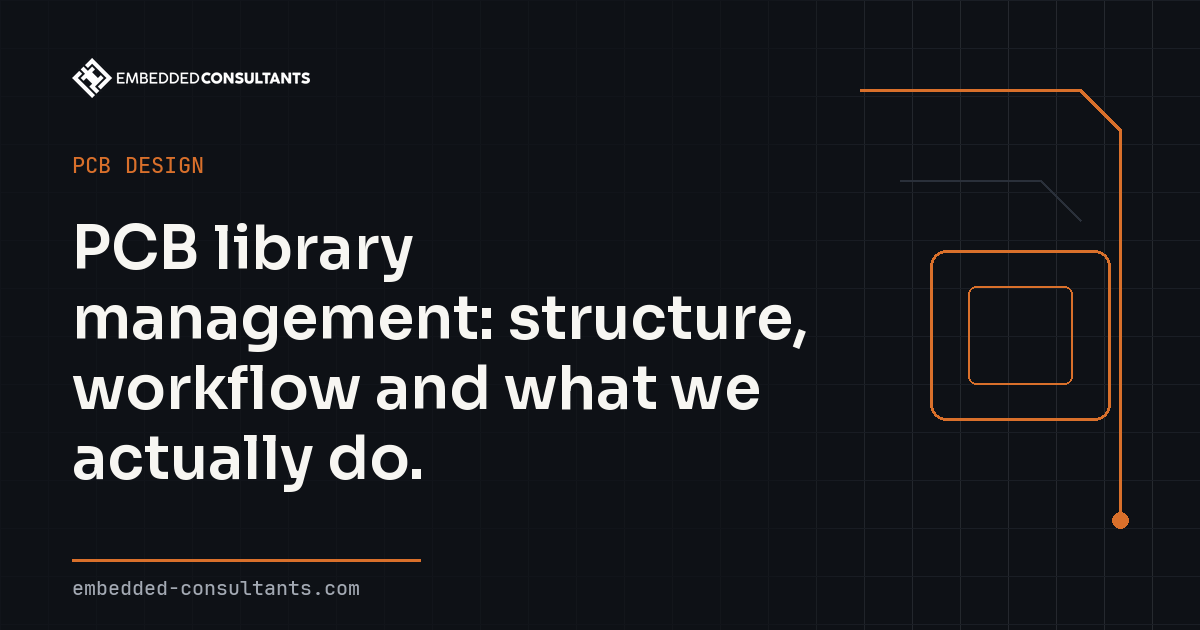 EMBEDDEDCONSULTANTS
PCB DESIGN
PCB library
management: structure,
workflow and what we
actually do.
embedded-consultants.com